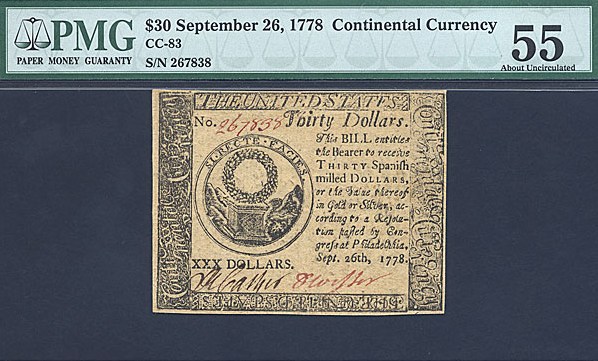 PMG
PAPER MONEY GUARANTY
$30 September 26, 1778 Continental Currency
CC-83
S/N 267838
55
About Uncirculated
THE UNITED STATES
No. 267838 Thirty Dollars.
SI RECTE FACIES
This BILL entitles
the Bearer to receive
THIRTY Spanish
milled DOLLARS,
or the Value thereof
in Gold or Silver, ac-
cording to a Resolu-
tion passed by Con-
gress at Philadelphia,
Sept. 26th, 1778.
XXX DOLLARS.